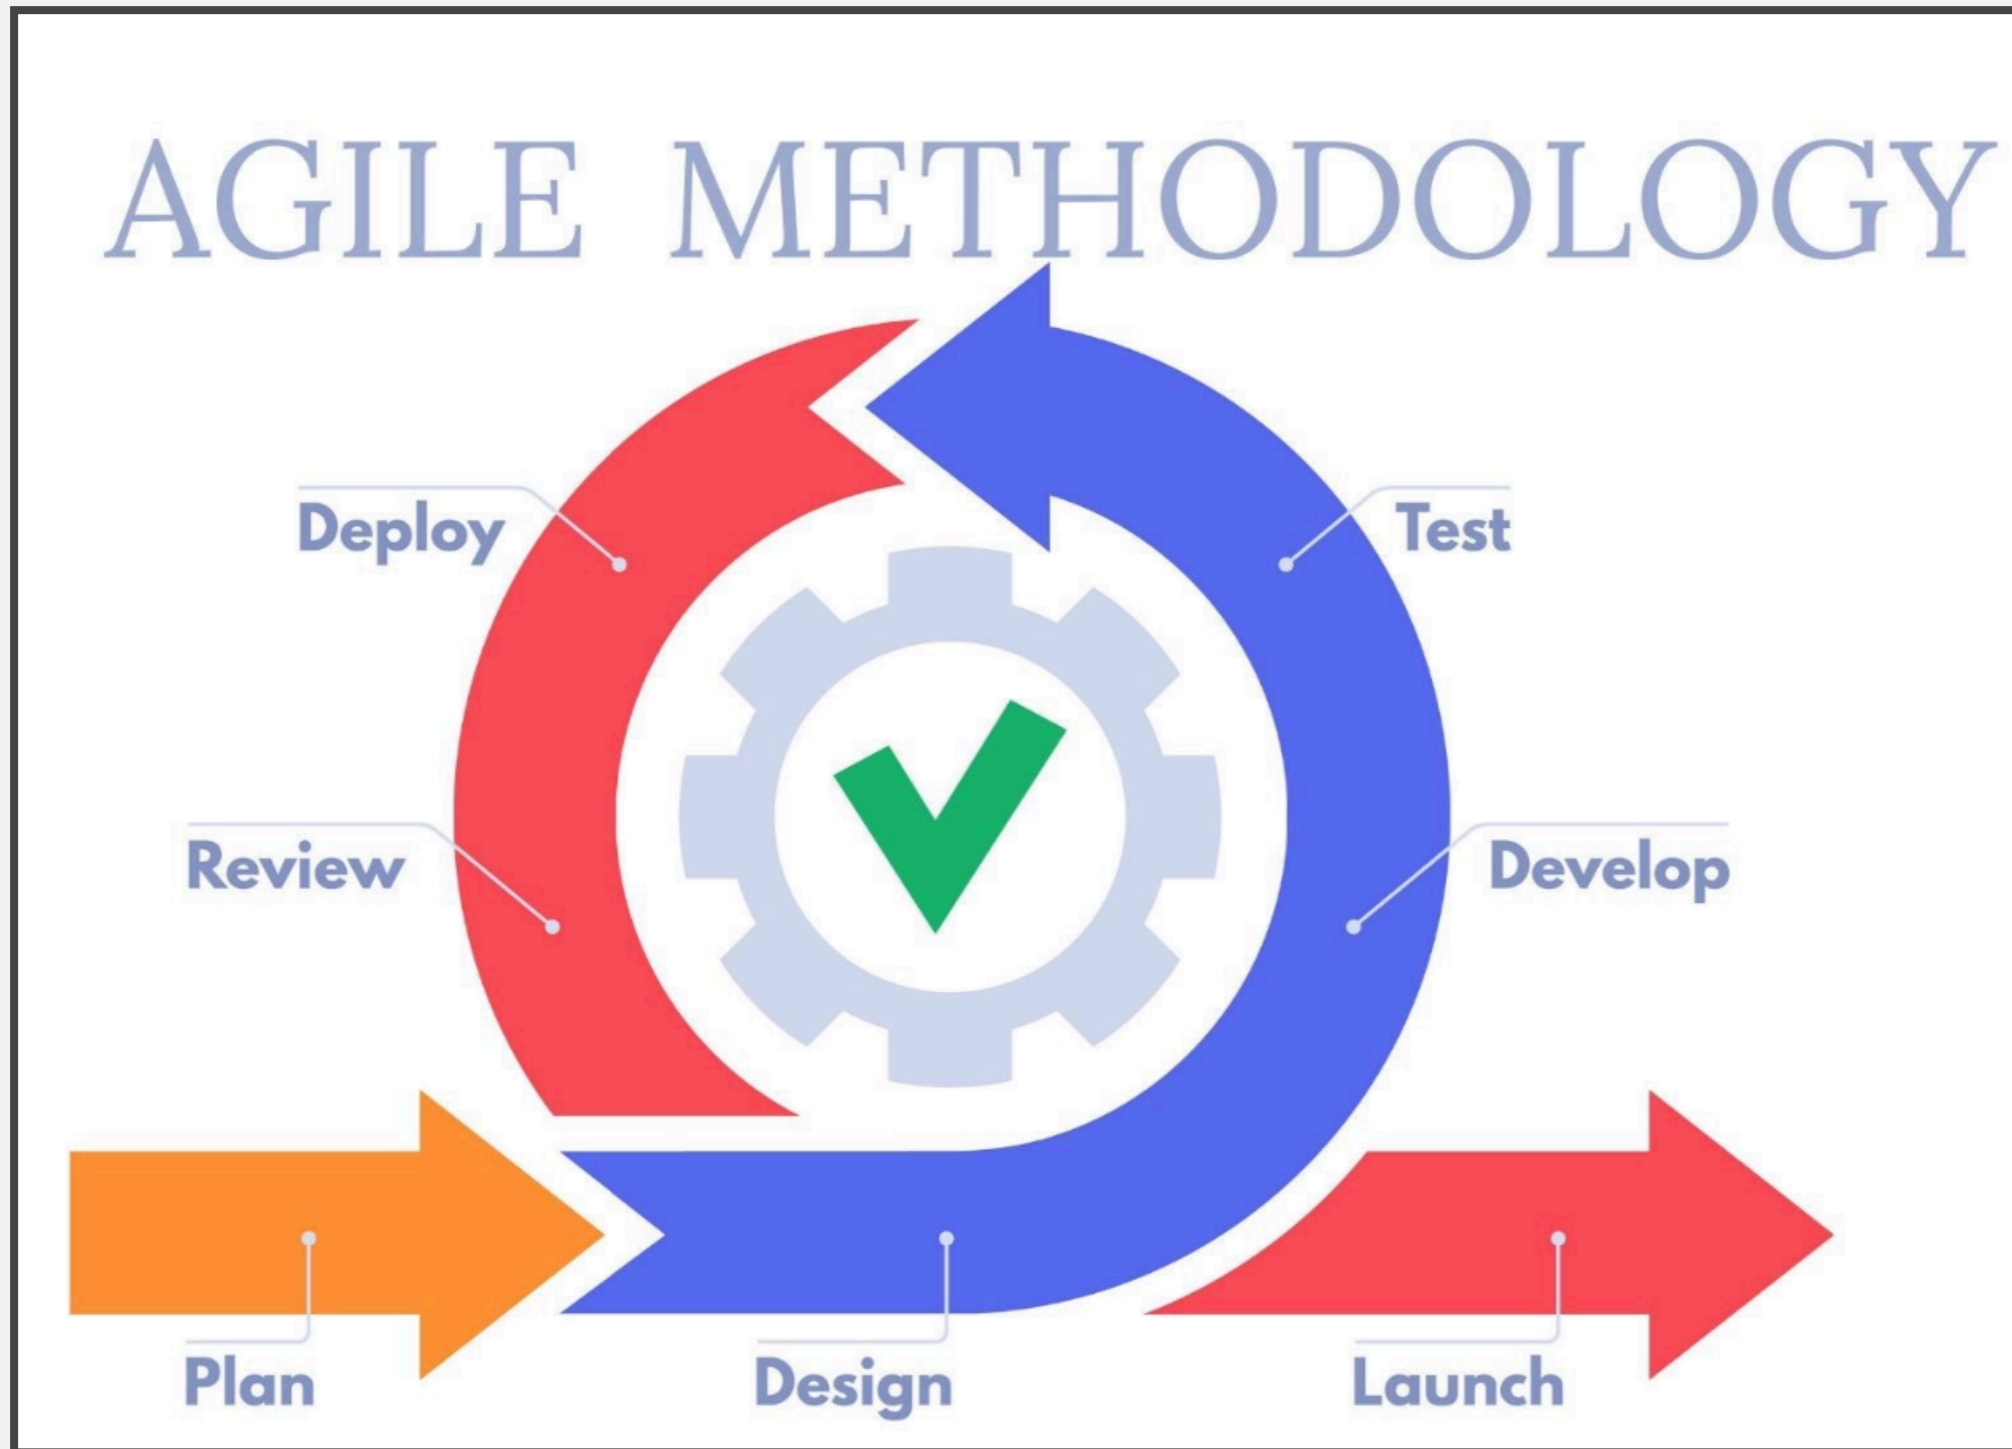 AGILE METHODOLOGY
Deploy
Test
Review
Develop
Plan
Design
Launch